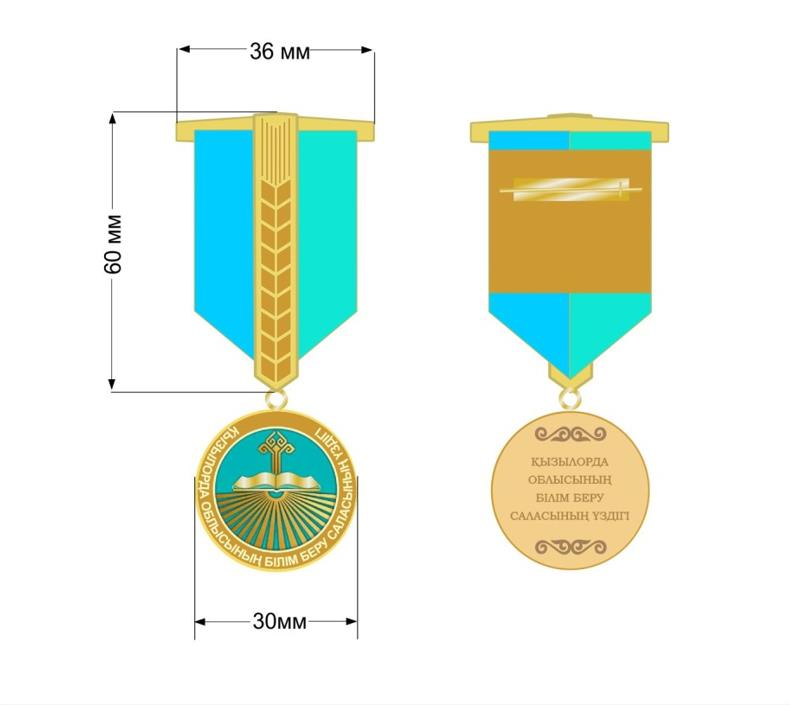 36 мм
60 мм
ҚЫЗЫЛОРДА ОБЛЫСЫНЫҢ БІЛІМ БЕРУ САЛАСЫНЫҢ ҮЗДІГІ
30мм
ҚЫЗЫЛОРДА
ОБЛЫСЫНЫҢ
БІЛІМ БЕРУ
САЛАСЫНЫҢ ҮЗДІГІ